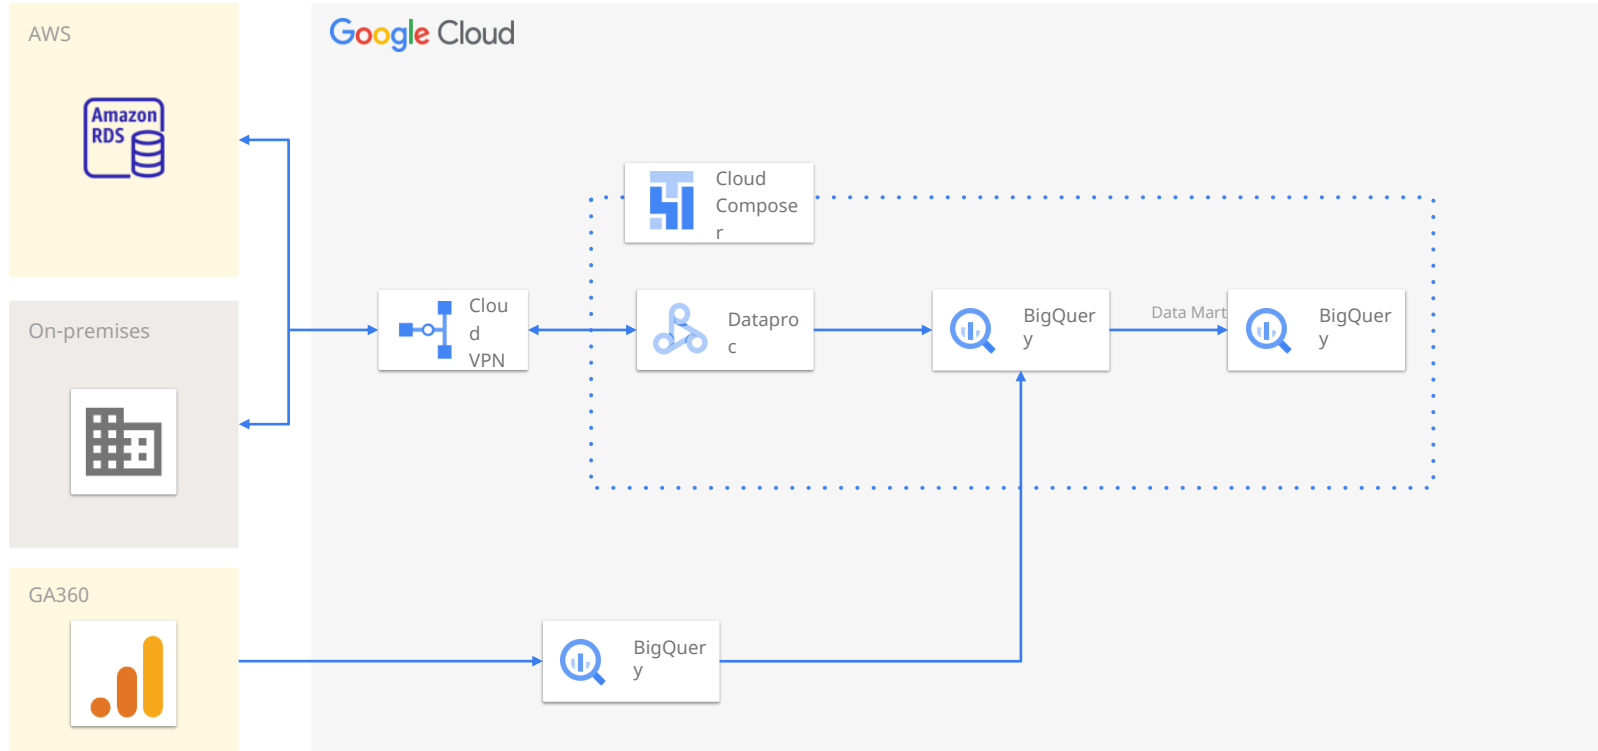 AWS
Amazon
RDS
On-premises
GA360
Google Cloud
Cloud
Compose
r
Clou
d
VPN
Datapro
c
BigQuer
y
Data Mart
BigQuer
y
BigQuer
y